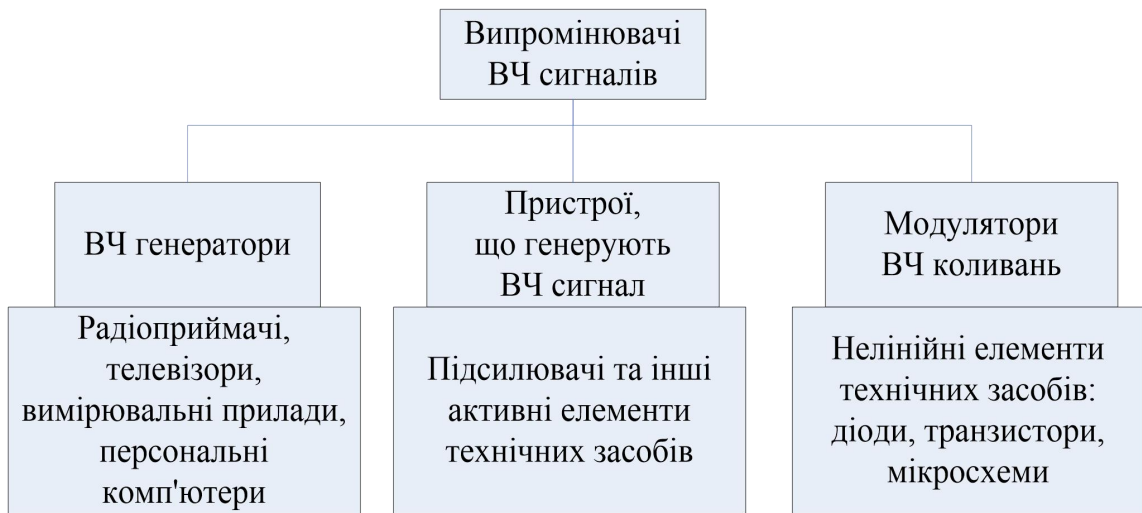 Випромінювачі
ВЧ сигналів
ВЧ генератори
Пристрої,
що генерують
ВЧ сигнал
Модулятори
ВЧ коливань
Радіоприймачі,
телевізори,
вимірювальні прилади,
персональні
комп'ютери
Підсилювачі та інші
активні елементи
технічних засобів
Нелінійні елементи
технічних засобів:
діоди, транзистори,
мікросхеми